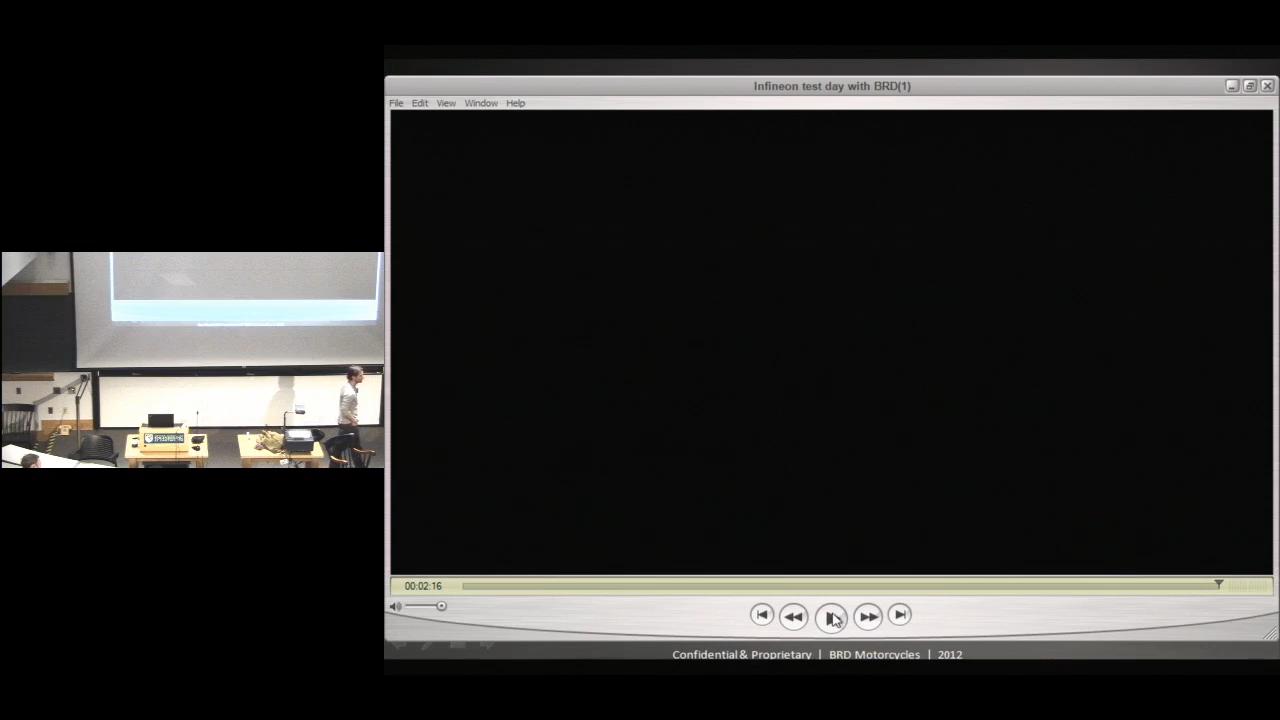 Infineon test day with BRD(1)
File Edit View Window Help
00:02:16
Confidential & Proprietary | BRD Motorcycles | 2012